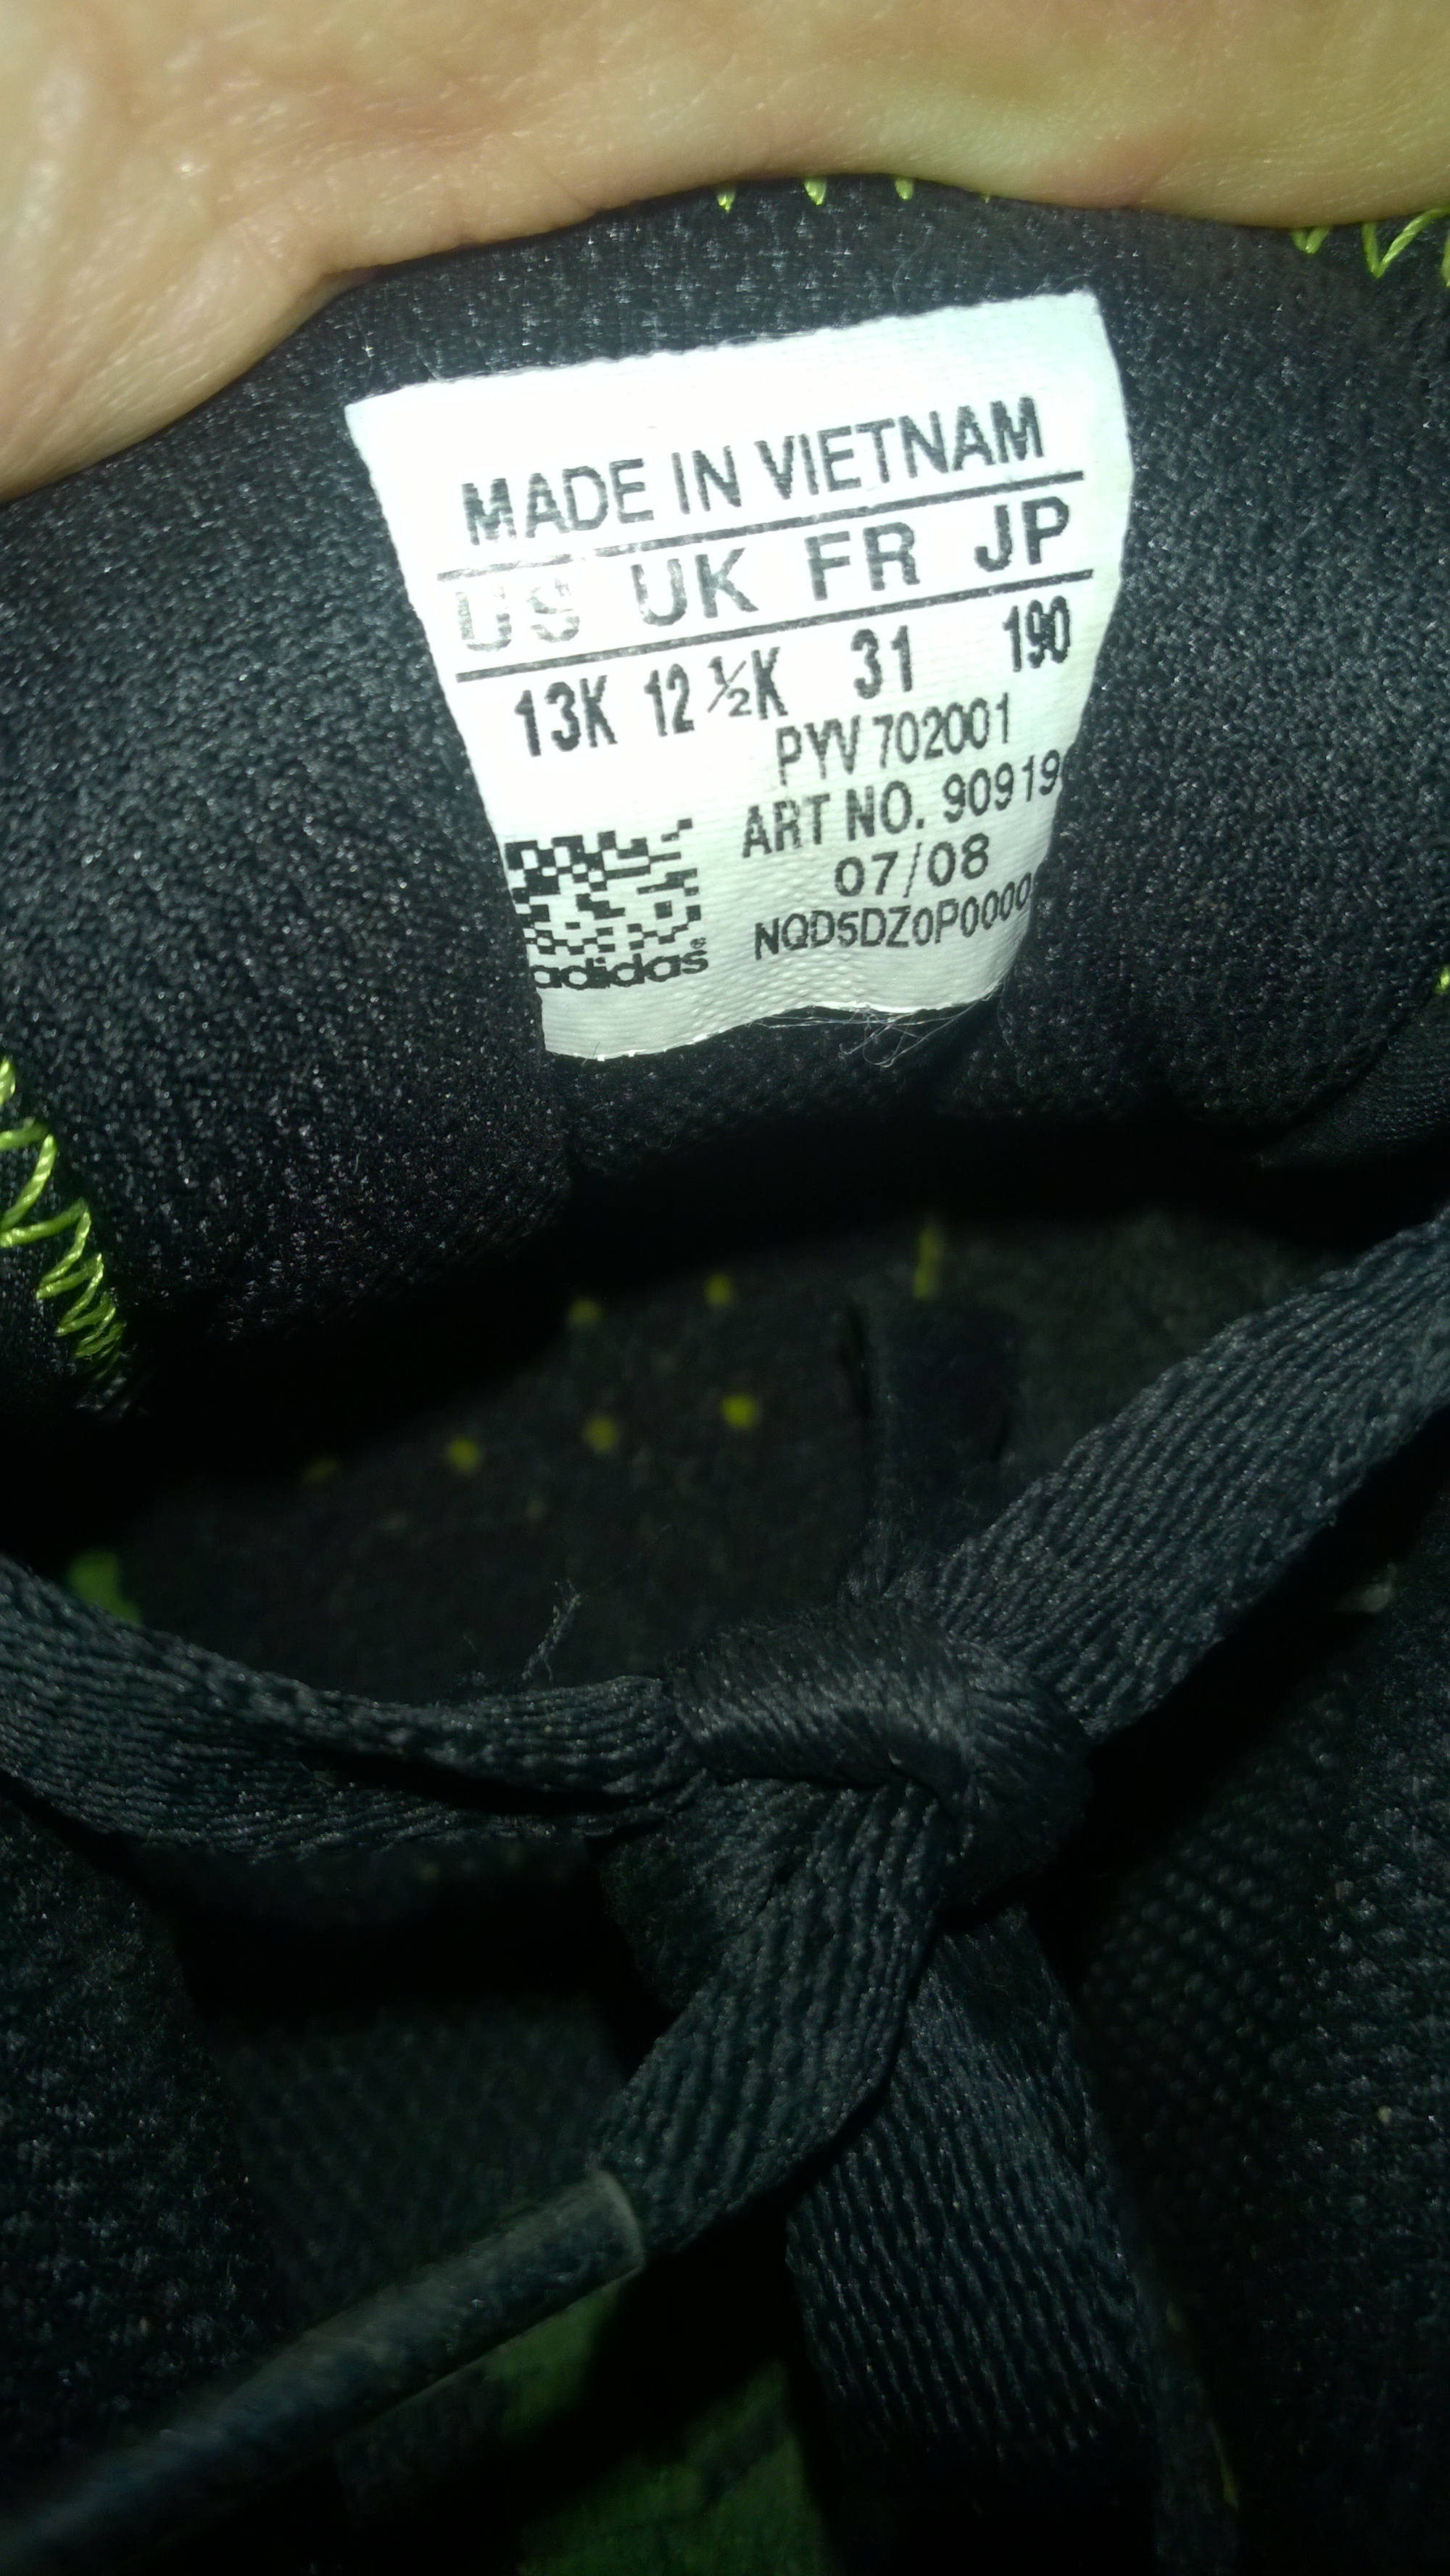 MADE IN VIETNAM
US UK FR JP
13K 12 ½K 31 190
PYV 702001
ART NO. 90919
07/08
NQD5DZ0P0000
adidas